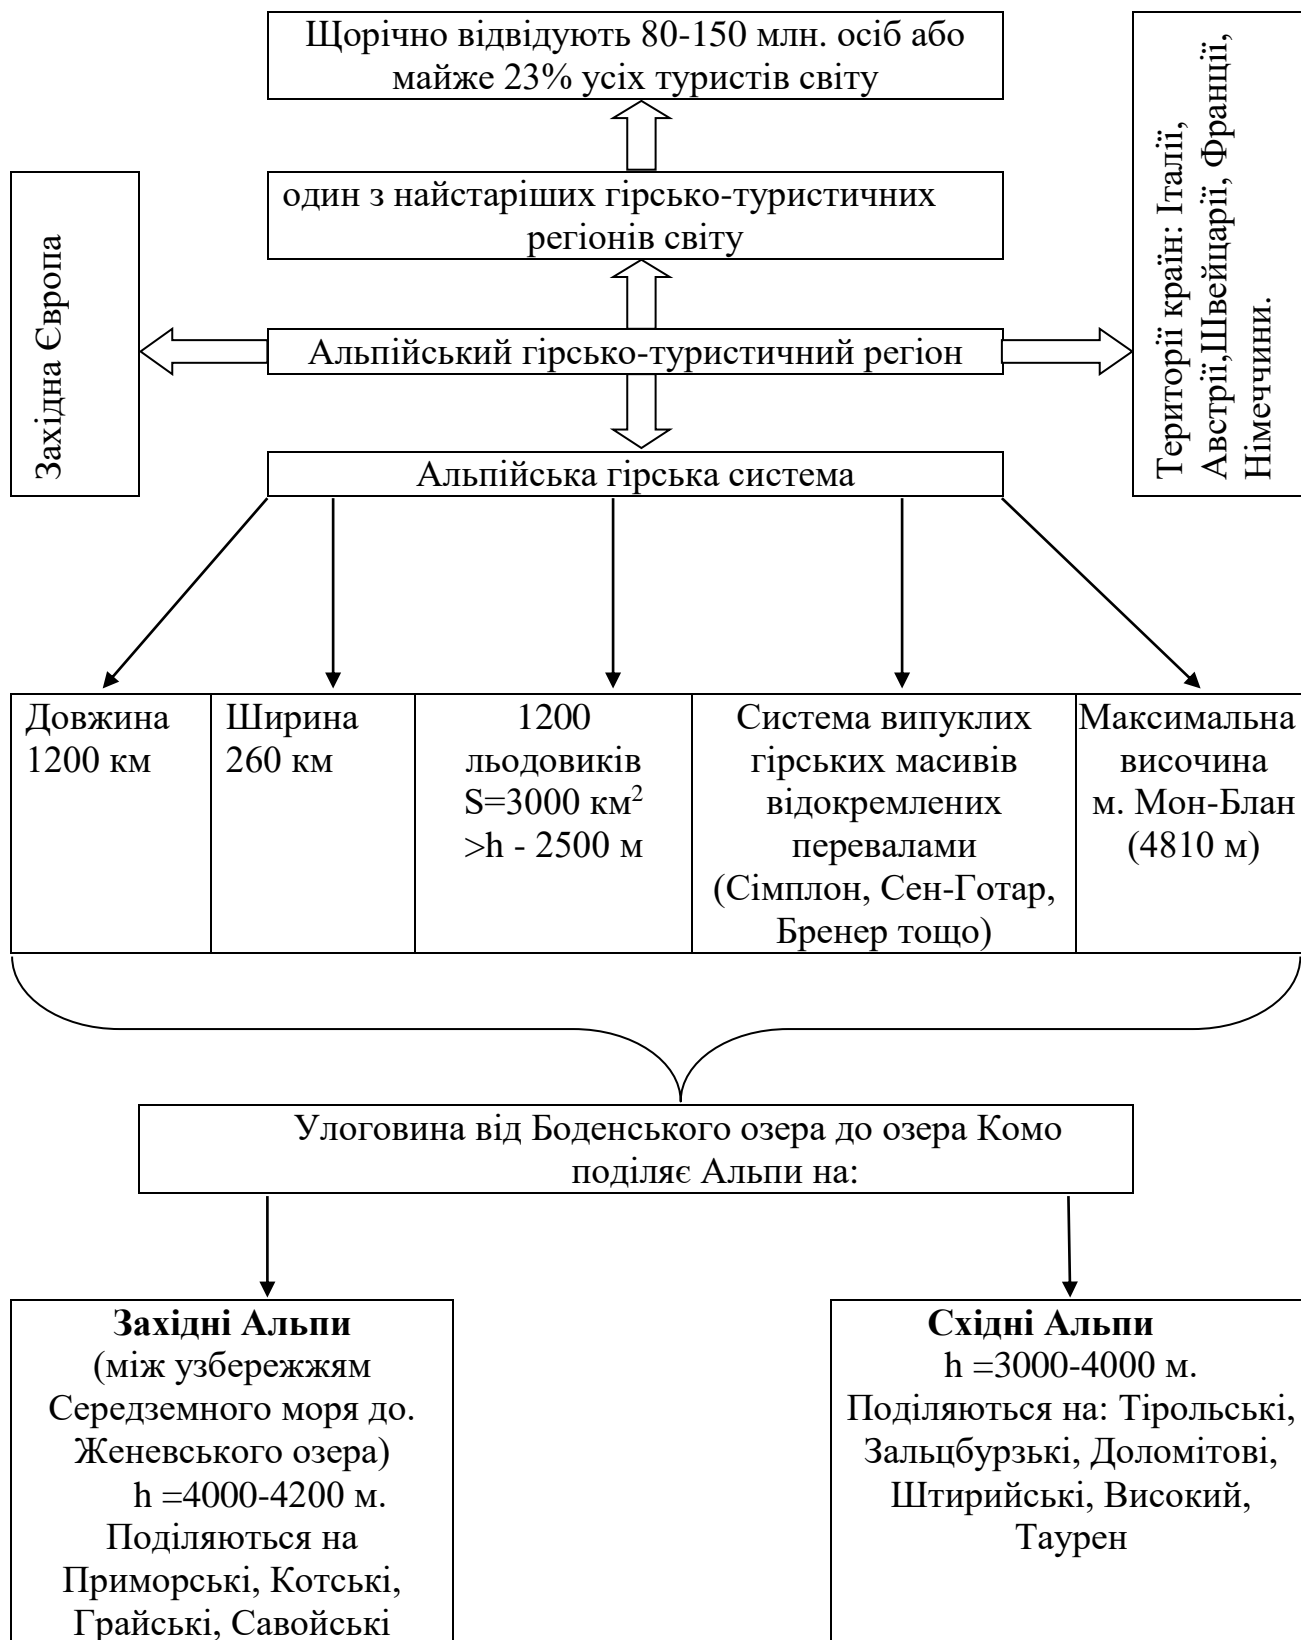 Щорічно відвідують 80-150 млн. осіб або
майже 23% усіх туристів світу
один з найстаріших гірсько-туристичних
регіонів світу
Західна Європа
Альпійський гірсько-туристичний регіон
Території країн: Італії,
Австрії,Швейцарії, Франції,
Німеччини.
Альпійська гірська система
Довжина
1200 км
Ширина
260 км
1200
льодовиків
S=3000 км²
>h - 2500 м
Система випуклих
гірських масивів
відокремлених
перевалами
(Сімплон, Сен-Готар,
Бренер тощо)
Максимальна
височина
м. Мон-Блан
(4810 м)
Улоговина від Боденського озера до озера Комо
поділяє Альпи на:
Західні Альпи
(між узбережжям
Середземного моря до.
Женевського озера)
h =4000-4200 м.
Поділяються на
Приморські, Котські,
Грайські, Савойські
Східні Альпи
h =3000-4000 м.
Поділяються на: Тірольські,
Зальцбурзькі, Доломітові,
Штирийські, Високий,
Таурен